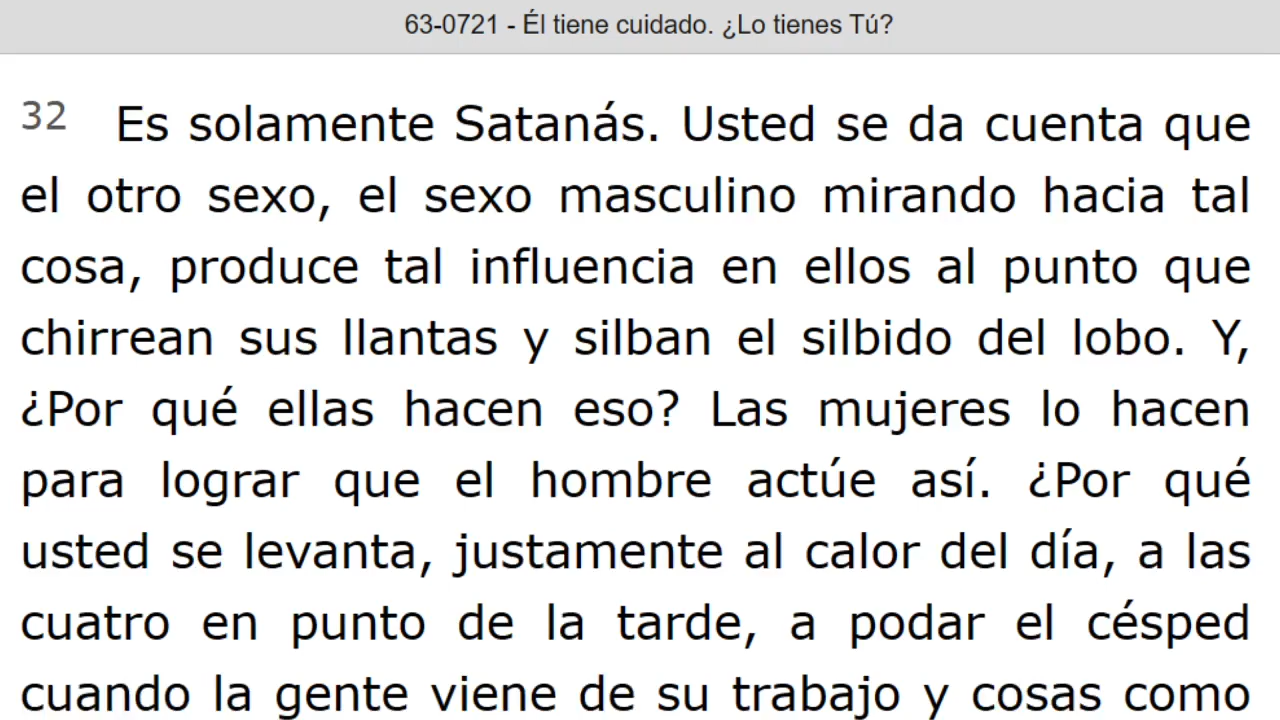 63-0721 - Él tiene cuidado. ¿Lo tienes Tú?
32 Es solamente Satanás. Usted se da cuenta que
el otro sexo, el sexo masculino mirando hacia tal
cosa, produce tal influencia en ellos al punto que
chirrean sus llantas y silban el silbido del lobo. Y,
¿Por qué ellas hacen eso? Las mujeres lo hacen
para lograr que el hombre actúe así. ¿Por qué
usted se levanta, justamente al calor del día, a las
cuatro en punto de la tarde, a podar el césped
cuando la gente viene de su trabajo y cosas como